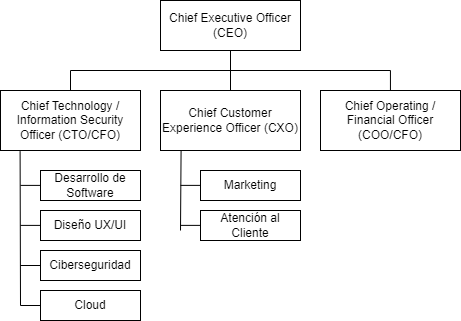 Chief Executive Officer
(CEO)
Chief Technology /
Information Security
Officer (CTO/CFO)
Chief Customer
Experience Officer (CXO)
Chief Operating /
Financial Officer
(COO/CFO)
Desarrollo de
Software
Diseño UX/UI
Ciberseguridad
Cloud
Marketing
Atención al
Cliente